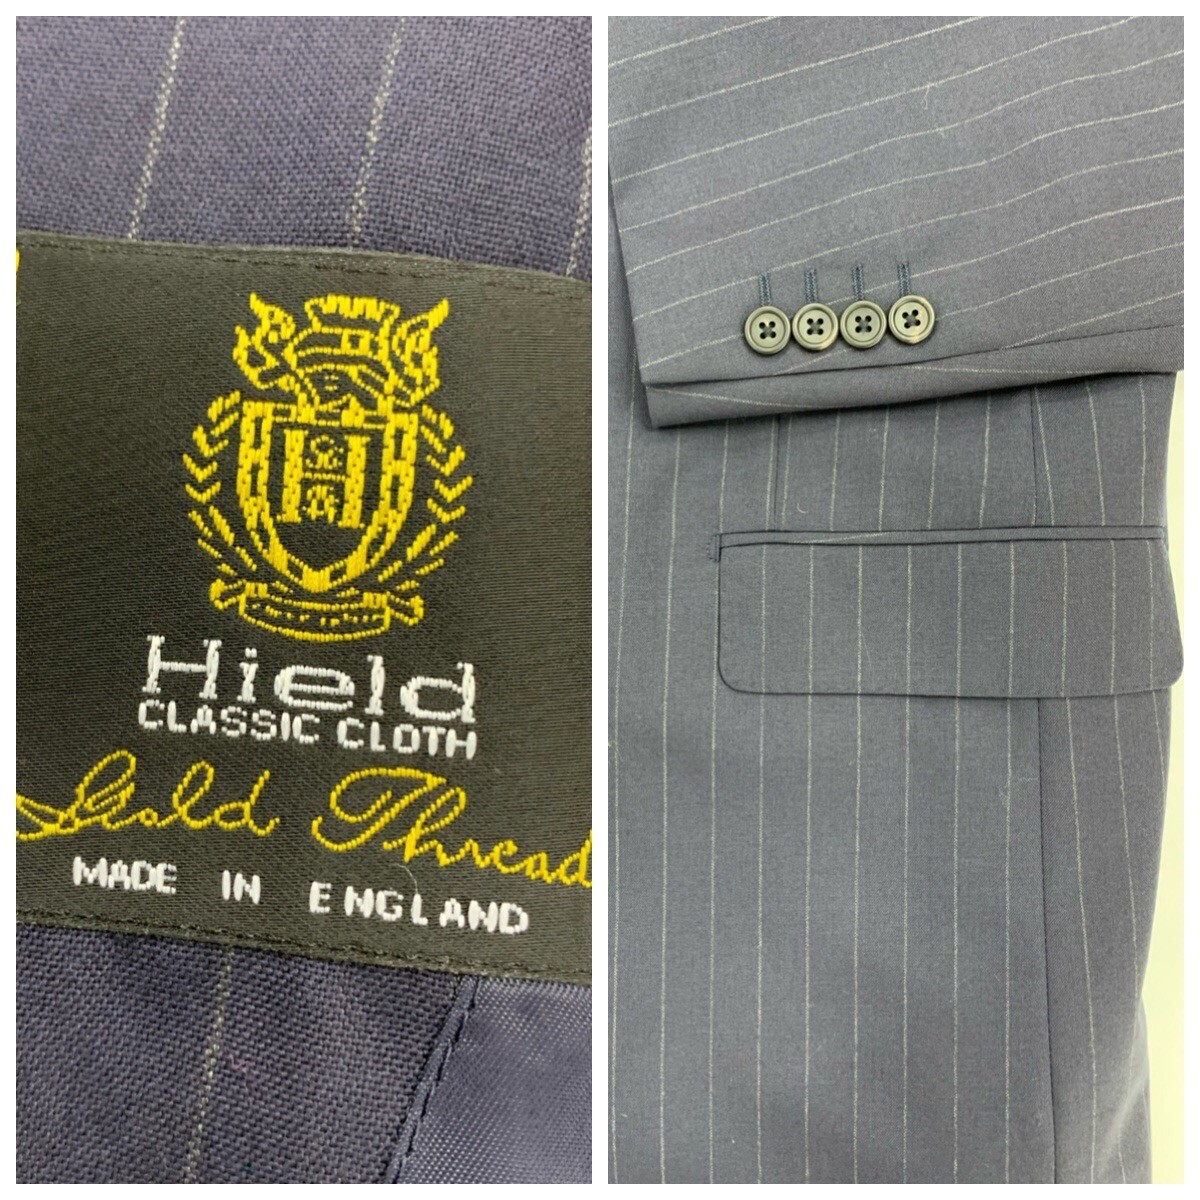 Hield
CLASSIC CLOTH
Gold Thread
MADE IN ENGLAND